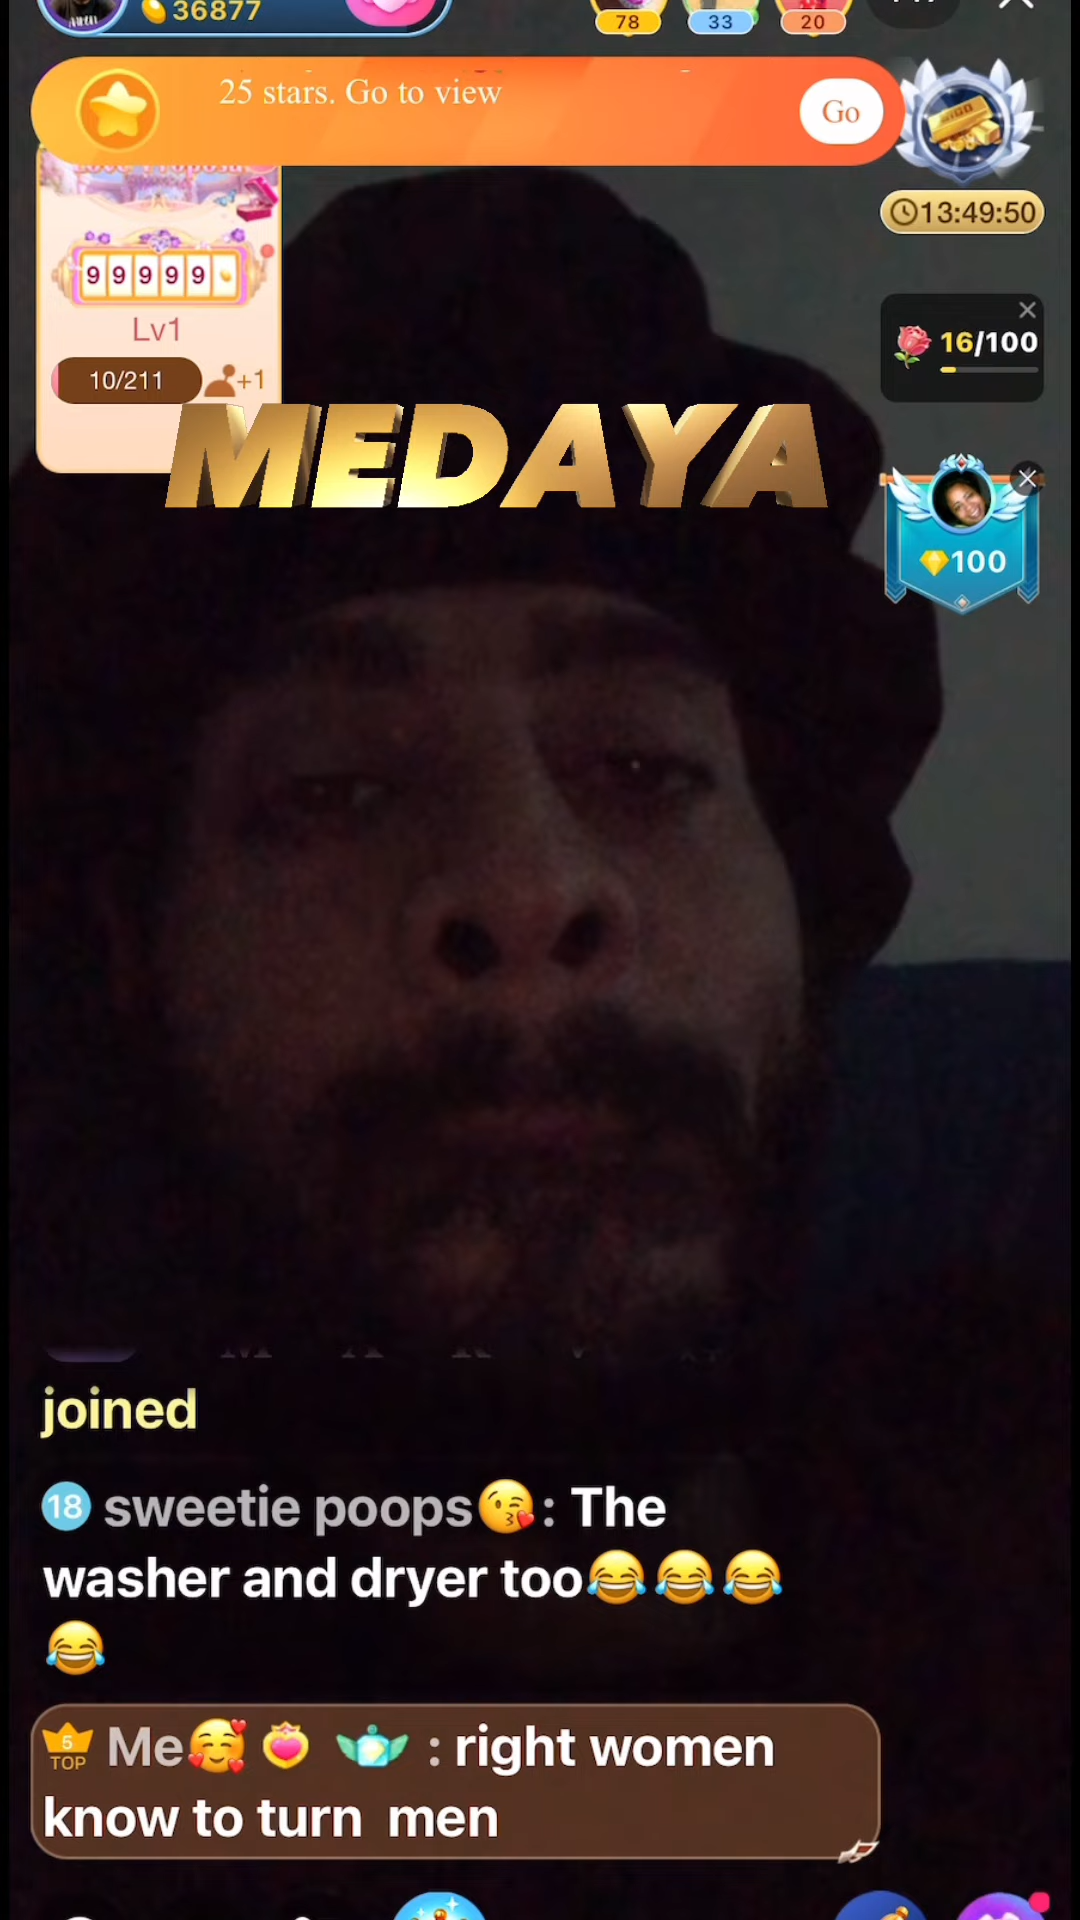 36877
78
33
20
25 stars. Go to view
Go
13:49:50
99999
Lv1
10/211
+1
16/100
MEDAYA
100
joined
18 sweetie poops😘: The
washer and dryer too😂😂😂
😂
5
TOP
Me🥰 : right women
know to turn men